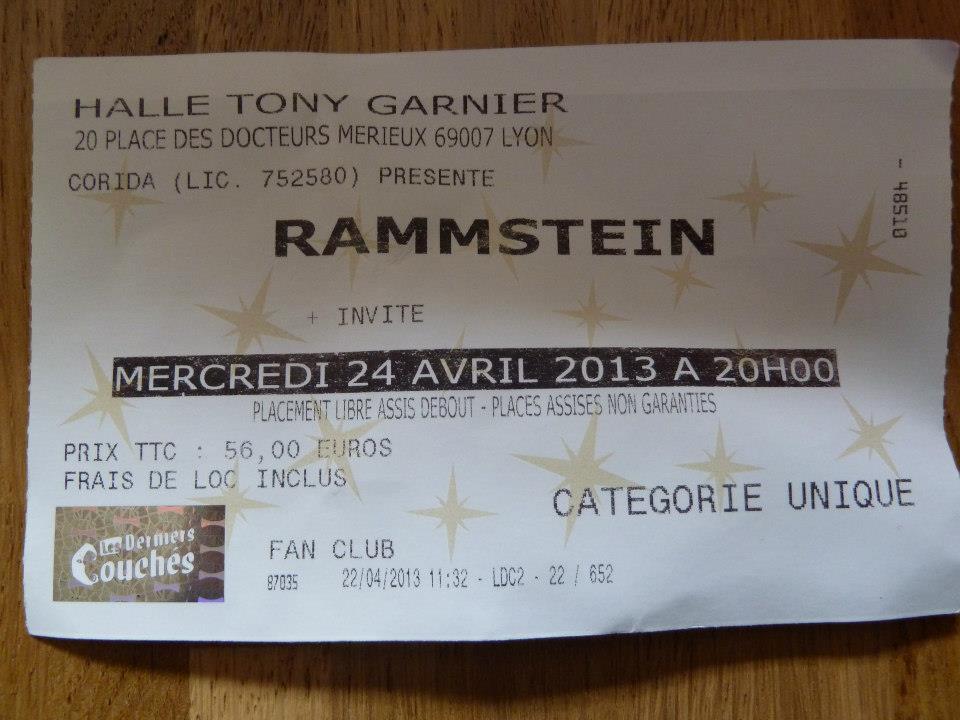 HALLE TONY GARNIER
20 PLACE DES DOCTEURS MERIEUX 69007 LYON
CORIDA (LIC. 752580) PRESENTE
RAMMSTEIN
+ INVITE
MERCREDI 24 AVRIL 2013 A 20H00
PLACEMENT LIBRE ASSIS DEBOUT - PLACES ASSISES NON GARANTIES
PRIX TTC : 56,00 EUROS
FRAIS DE LOC INCLUS
CATEGORIE UNIQUE
Les Derniers
Couchés
FAN CLUB
87035 22/04/2013 11:32 - LDC2 - 22 / 652
- 48510